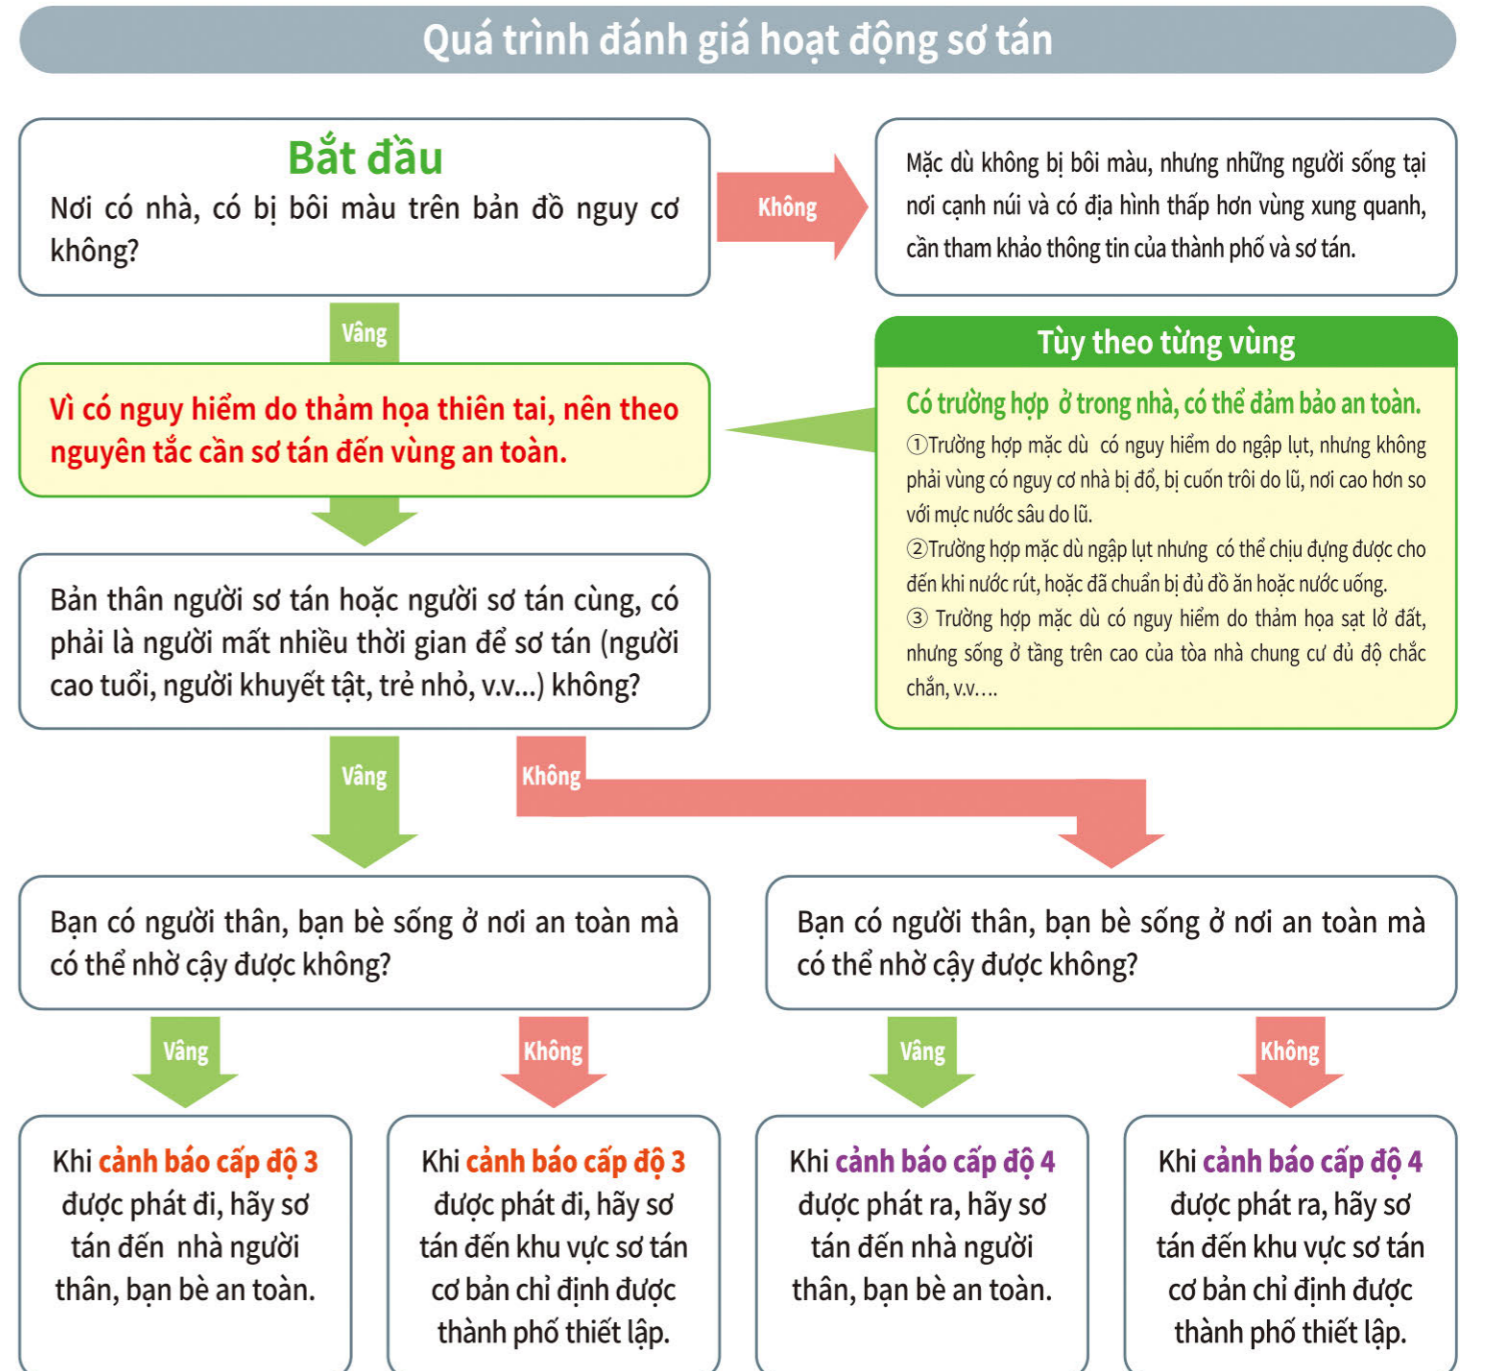 Quá trình đánh giá hoạt động sơ tán
Bắt đầu
Nơi có nhà, có bị bôi màu trên bản đồ nguy cơ
không?
Không
Mặc dù không bị bôi màu, nhưng những người sống tại
nơi cạnh núi và có địa hình thấp hơn vùng xung quanh,
cần tham khảo thông tin của thành phố và sơ tán.
Vâng
Vì có nguy hiểm do thảm họa thiên tai, nên theo
nguyên tắc cần sơ tán đến vùng an toàn.
Tùy theo từng vùng
Có trường hợp ở trong nhà, có thể đảm bảo an toàn.
①Trường hợp mặc dù có nguy hiểm do ngập lụt, nhưng không
phải vùng có nguy cơ nhà bị đổ, bị cuốn trôi do lũ, nơi cao hơn so
với mực nước sâu do lũ.
②Trường hợp mặc dù ngập lụt nhưng có thể chịu đựng được cho
đến khi nước rút, hoặc đã chuẩn bị đủ đồ ăn hoặc nước uống.
③ Trường hợp mặc dù có nguy hiểm do thảm họa sạt lở đất,
nhưng sống ở tầng trên cao của tòa nhà chung cư đủ độ chắc
chắn, v.v….
Bản thân người sơ tán hoặc người sơ tán cùng, có
phải là người mất nhiều thời gian để sơ tán (người
cao tuổi, người khuyết tật, trẻ nhỏ, v.v...) không?
Vâng
Không
Bạn có người thân, bạn bè sống ở nơi an toàn mà
có thể nhờ cậy được không?
Bạn có người thân, bạn bè sống ở nơi an toàn mà
có thể nhờ cậy được không?
Vâng
Không
Vâng
Không
Khi cảnh báo cấp độ 3
được phát đi, hãy sơ
tán đến nhà người
thân, bạn bè an toàn.
Khi cảnh báo cấp độ 3
được phát đi, hãy sơ
tán đến khu vực sơ tán
cơ bản chỉ định được
thành phố thiết lập.
Khi cảnh báo cấp độ 4
được phát ra, hãy sơ
tán đến nhà người
thân, bạn bè an toàn.
Khi cảnh báo cấp độ 4
được phát ra, hãy sơ
tán đến khu vực sơ tán
cơ bản chỉ định được
thành phố thiết lập.